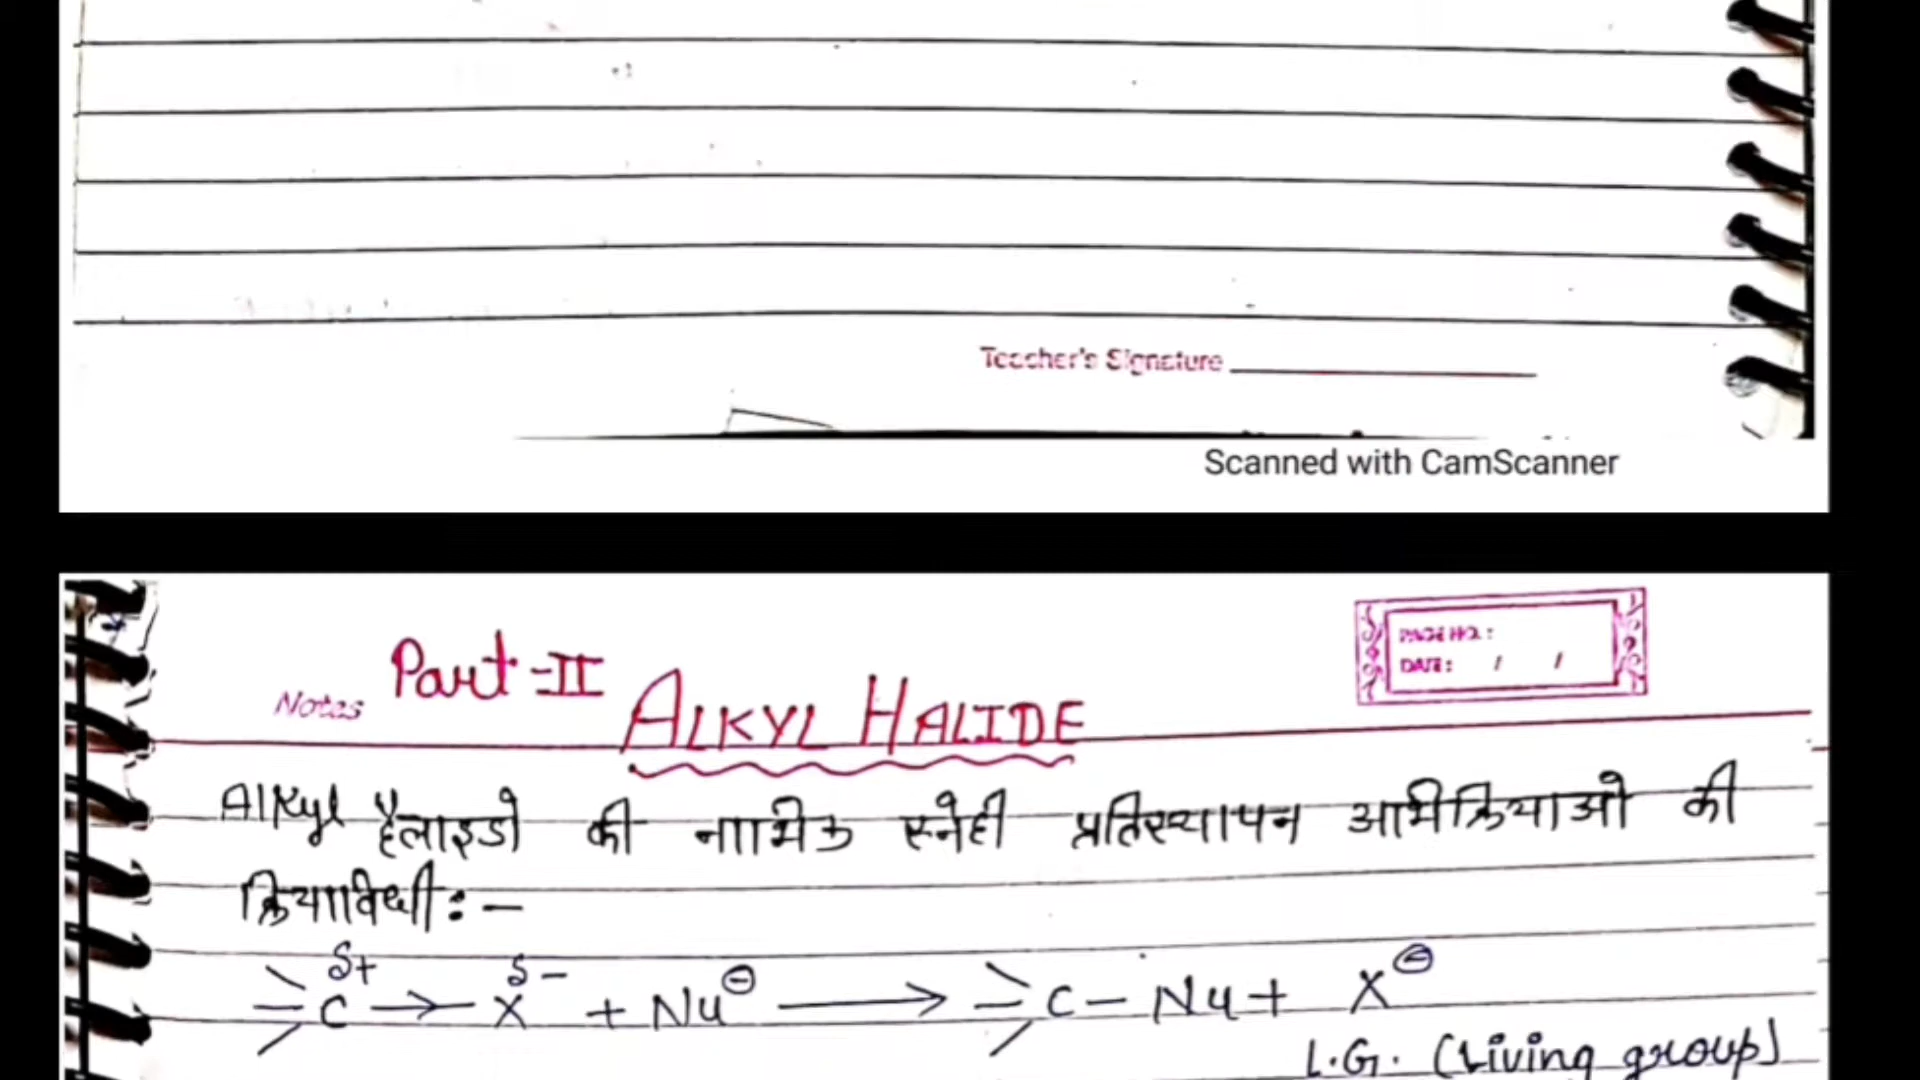 Teacher's Signature
Scanned with CamScanner
PAGE NO.:
DATE: / /
Notes Part-II
ALKYL HALIDE
Alkyl हैलाइडो की नाभिक स्नेही प्रतिस्थापन अभिक्रियाओ की
क्रियाविधी : –
δ+ δ–
C → X + Nu⊖ → C – Nu + X⊖
L.G. (Living group)